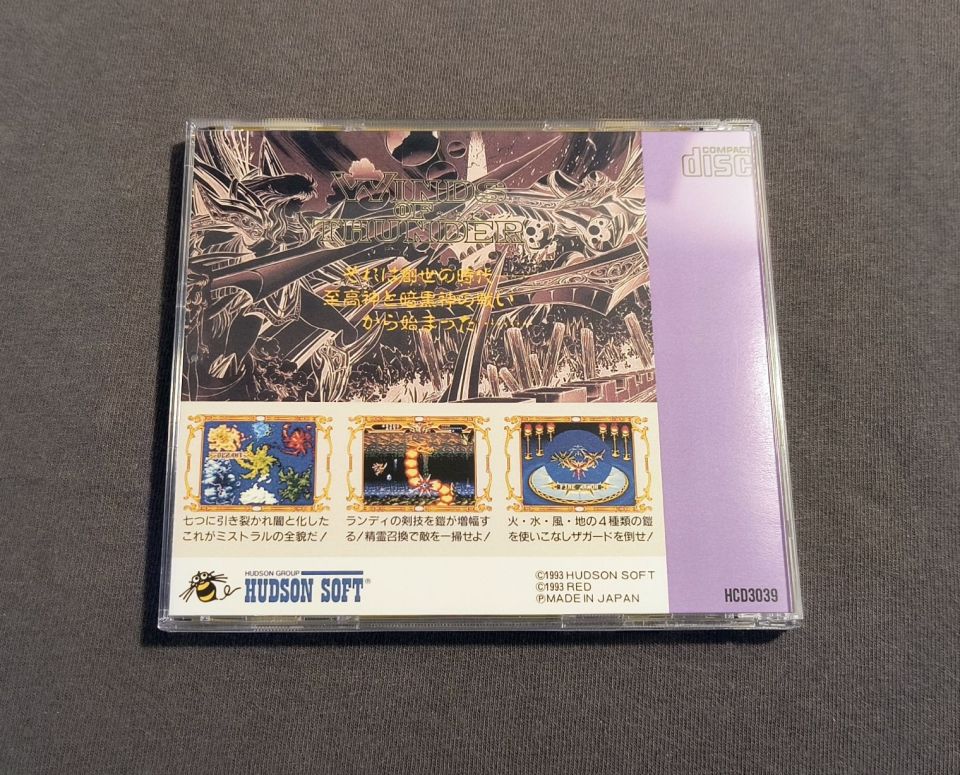 COMPACT
disc
WINDS
OF
THUNDER
それは創世の時代……
至高神と暗黒神の戦い
から始まった………
七つに引き裂かれ闇と化した
これがミストラルの全貌だ!
ランディの剣技を鎧が増幅す
る!精霊召喚で敵を一掃せよ!
火・水・風・地の4種類の鎧
を使いこなしザガードを倒せ!
HUDSON GROUP
HUDSON SOFT®
©1993 HUDSON SOFT
©1993 RED
ⓅMADE IN JAPAN
HCD3039